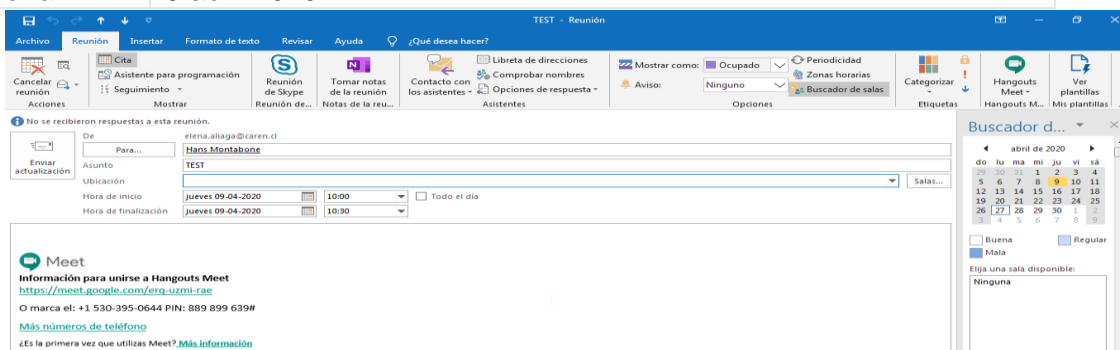 TEST - Reunión
Archivo Reunión Insertar Formato de texto Revisar Ayuda ¿Qué desea hacer?
Cancelar reunión
Cita
Asistente para programación
Seguimiento
Reunión de Skype
Tomar notas de la reunión
Contacto con los asistentes
Libreta de direcciones
Comprobar nombres
Opciones de respuesta
Mostrar como: Ocupado
Aviso: Ninguno
Periodicidad
Zonas horarias
Buscador de salas
Categorizar
Hangouts Meet
Ver plantillas
Acciones Mostrar Reunión de... Notas de la reu... Asistentes Opciones Etiquetas Hangouts M... Mis plantillas
No se recibieron respuestas a esta reunión.
Enviar actualización
De elena.aliaga@caren.cl
Para... Hans Montabone
Asunto TEST
Ubicación Salas...
Hora de inicio jueves 09-04-2020 10:00 Todo el día
Hora de finalización jueves 09-04-2020 10:30
Meet
Información para unirse a Hangouts Meet
https://meet.google.com/erq-uzmi-rae
O marca el: +1 530-395-0644 PIN: 889 899 639#
Más números de teléfono
¿Es la primera vez que utilizas Meet? Más información
Buscador d...
abril de 2020
do lu ma mi ju vi sá
29 30 31 1 2 3 4
5 6 7 8 9 10 11
12 13 14 15 16 17 18
19 20 21 22 23 24 25
26 27 28 29 30 1 2
3 4 5 6 7 8 9
Buena Regular
Mala
Elija una sala disponible:
Ninguna